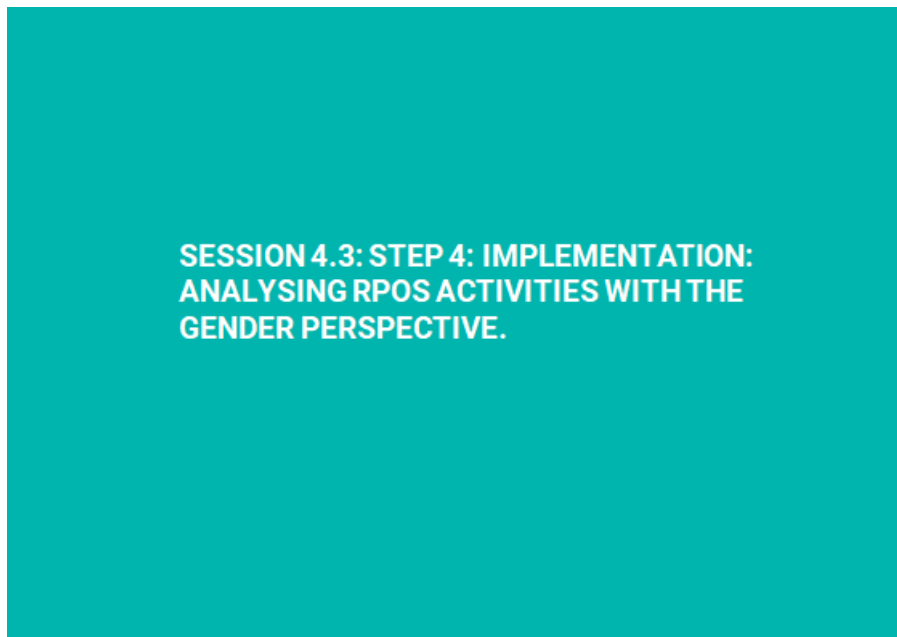 SESSION 4.3: STEP 4: IMPLEMENTATION:
ANALYSING RPOS ACTIVITIES WITH THE
GENDER PERSPECTIVE.